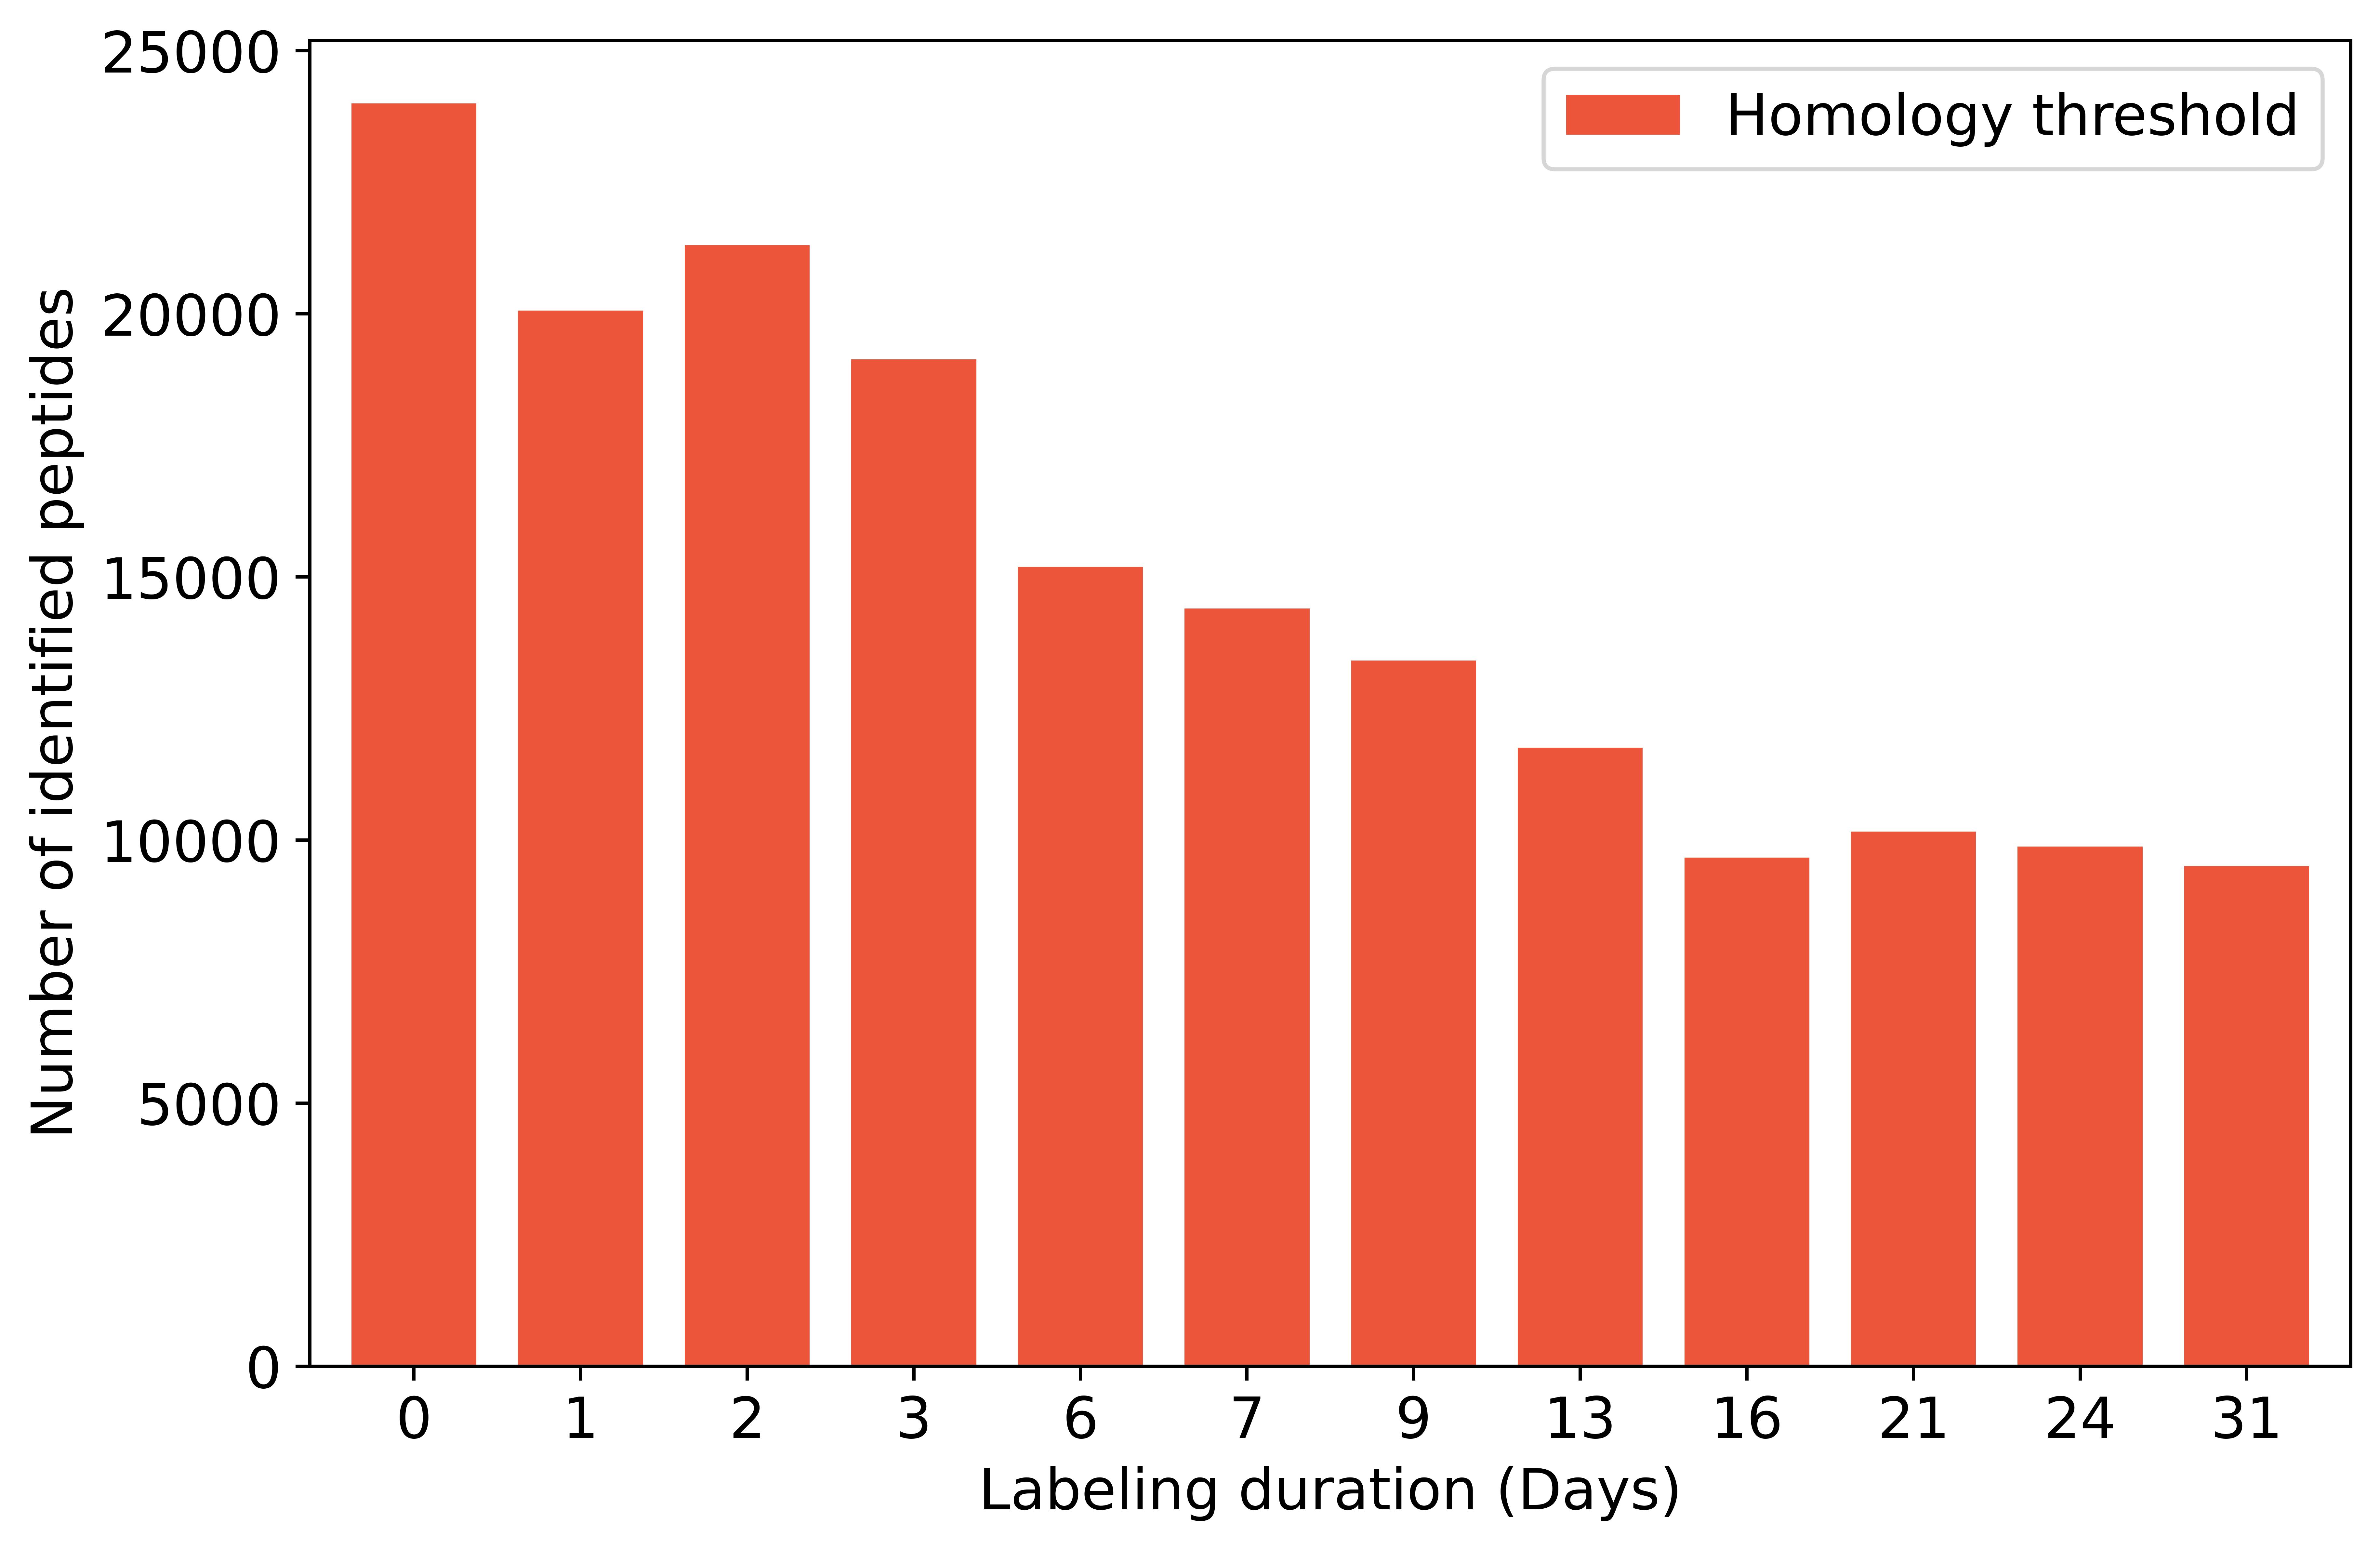 Homology threshold
Number of identified peptides
25000
20000
15000
10000
5000
0
0 1 2 3 6 7 9 13 16 21 24 31
Labeling duration (Days)